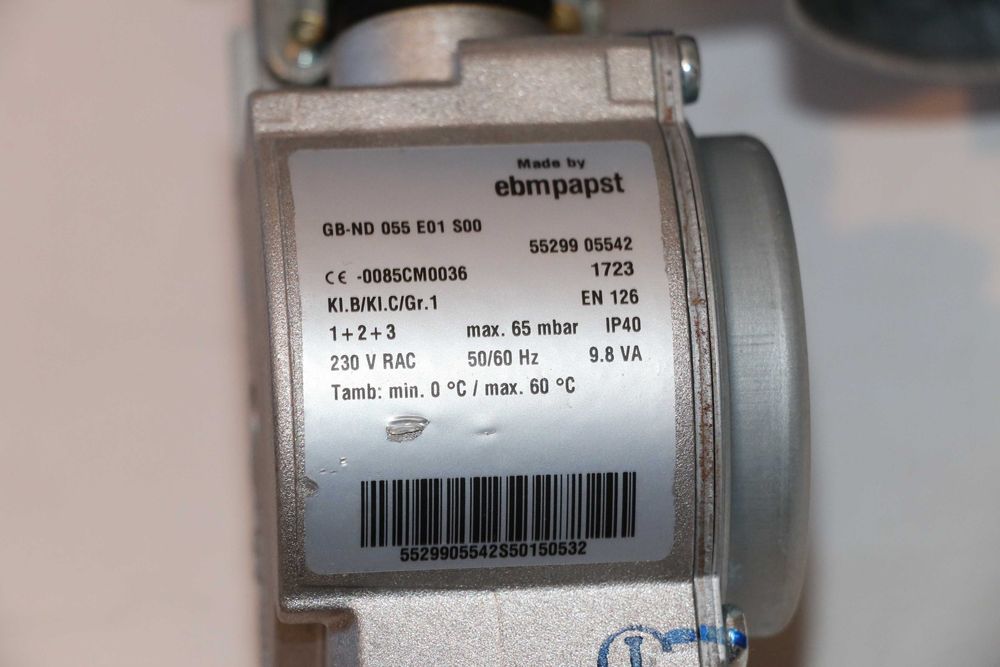 Made by
ebmpapst
GB-ND 055 E01 S00
55299 05542
CE -0085CM0036 1723
Kl.B/Kl.C/Gr.1 EN 126
1+2+3 max. 65 mbar IP40
230 V RAC 50/60 Hz 9.8 VA
Tamb: min. 0 °C / max. 60 °C
5529905542S50150532